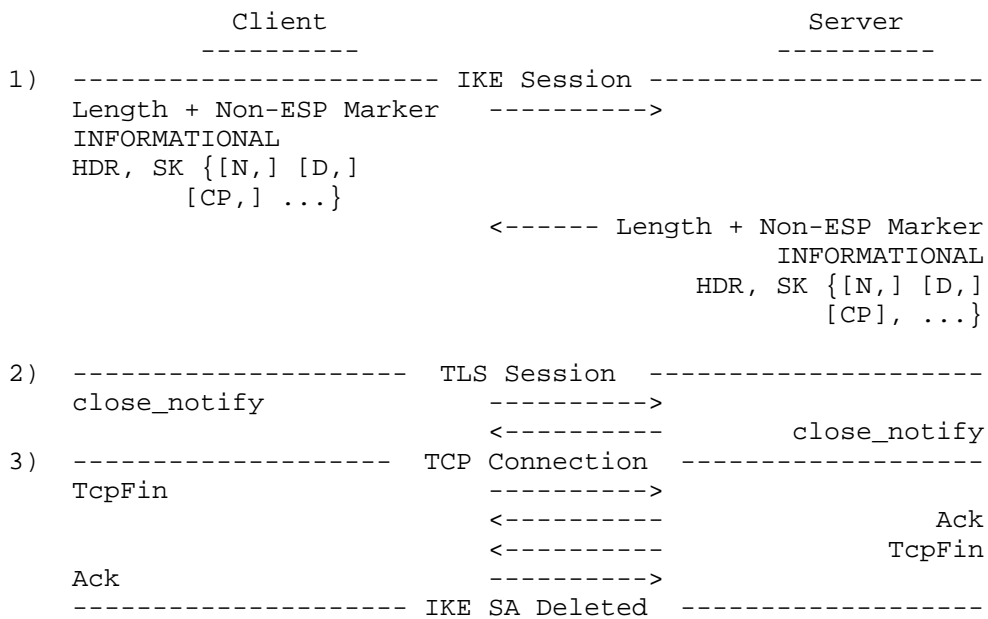 Client                              Server
----------                          ----------
1)  ----------------------- IKE Session ---------------------
    Length + Non-ESP Marker   ---------->
    INFORMATIONAL
    HDR, SK {[N,] [D,]
           [CP,] ...}
                              <------ Length + Non-ESP Marker
                                                INFORMATIONAL
                                           HDR, SK {[N,] [D,]
                                                   [CP], ...}
2)  --------------------- TLS Session  ---------------------
    close_notify              ---------->
                              <----------        close_notify
3)  -------------------- TCP Connection  -------------------
    TcpFin                    ---------->
                              <----------                 Ack
                              <----------              TcpFin
    Ack                       ---------->
    --------------------- IKE SA Deleted  -------------------